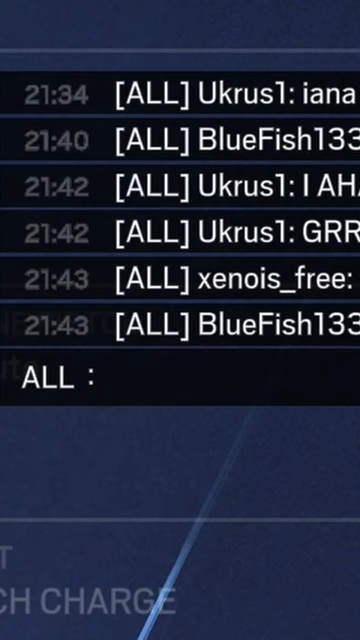 21:34 [ALL] Ukrus1: iana
21:40 [ALL] BlueFish133
21:42 [ALL] Ukrus1: I AHA
21:42 [ALL] Ukrus1: GRR
21:43 [ALL] xenois_free:
21:43 [ALL] BlueFish133
ALL :
T
CH CHARGE